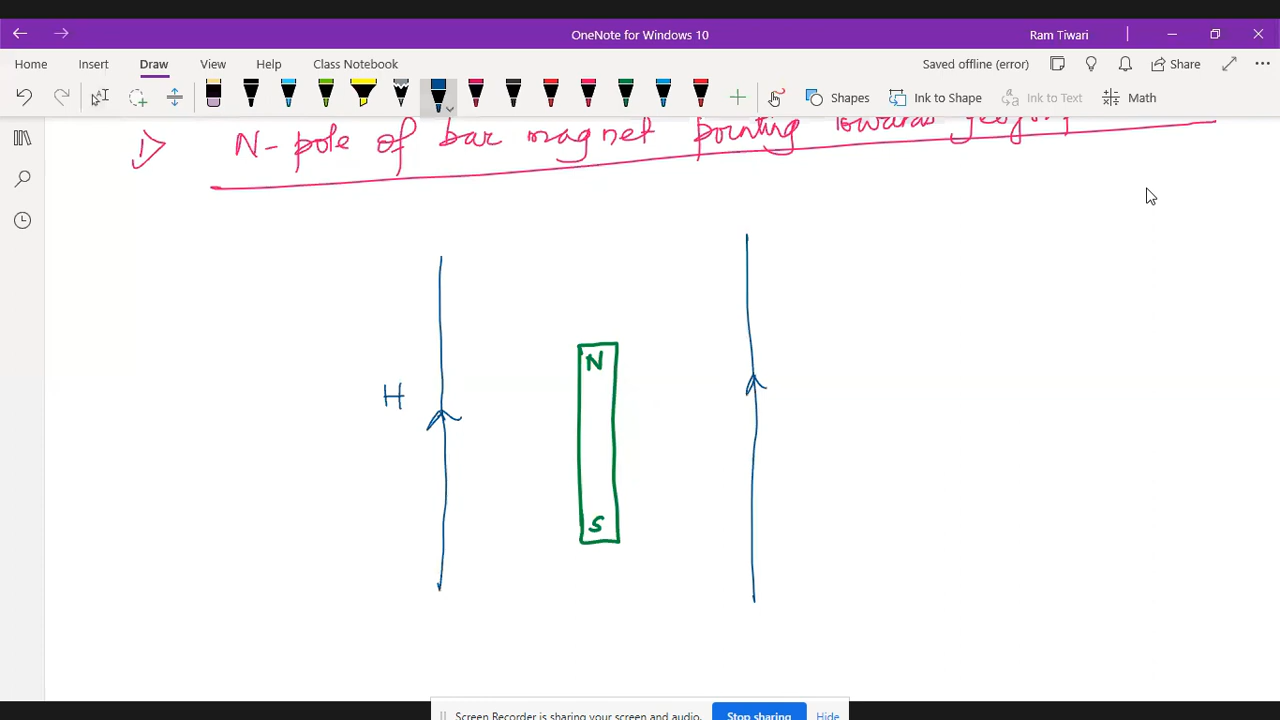 OneNote for Windows 10
Ram Tiwari
Home Insert Draw View Help Class Notebook
Saved offline (error) Share
Shapes Ink to Shape Ink to Text Math
1) N-pole of bar magnet pointing towards
H
N
S
Screen Recorder is sharing your screen and audio. Stop sharing Hide